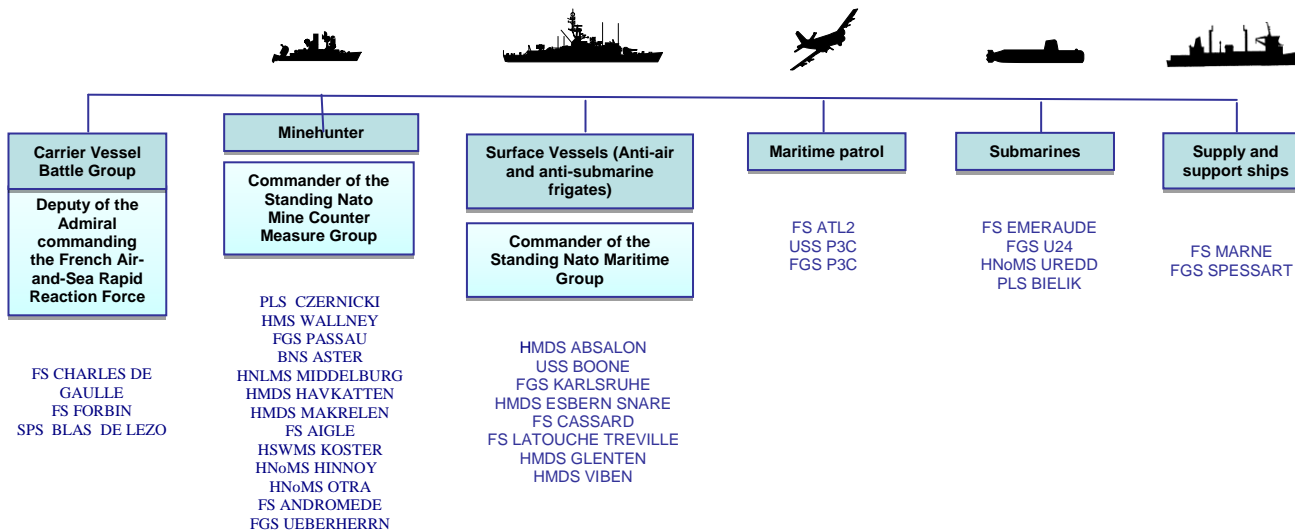 Carrier Vessel
Battle Group
Deputy of the
Admiral
commanding
the French Air-
and-Sea Rapid
Reaction Force
FS CHARLES DE
GAULLE
FS FORBIN
SPS BLAS DE LEZO
Minehunter
Commander of the
Standing Nato
Mine Counter
Measure Group
PLS CZERNICKI
HMS WALLNEY
FGS PASSAU
BNS ASTER
HNLMS MIDDELBURG
HMDS HAVKATTEN
HMDS MAKRELEN
FS AIGLE
HSWMS KOSTER
HNoMS HINNOY
HNoMS OTRA
FS ANDROMEDE
FGS UEBERHERRN
Surface Vessels (Anti-air
and anti-submarine
frigates)
Commander of the
Standing Nato Maritime
Group
HMDS ABSALON
USS BOONE
FGS KARLSRUHE
HMDS ESBERN SNARE
FS CASSARD
FS LATOUCHE TREVILLE
HMDS GLENTEN
HMDS VIBEN
Maritime patrol
FS ATL2
USS P3C
FGS P3C
Submarines
FS EMERAUDE
FGS U24
HNoMS UREDD
PLS BIELIK
Supply and
support ships
FS MARNE
FGS SPESSART